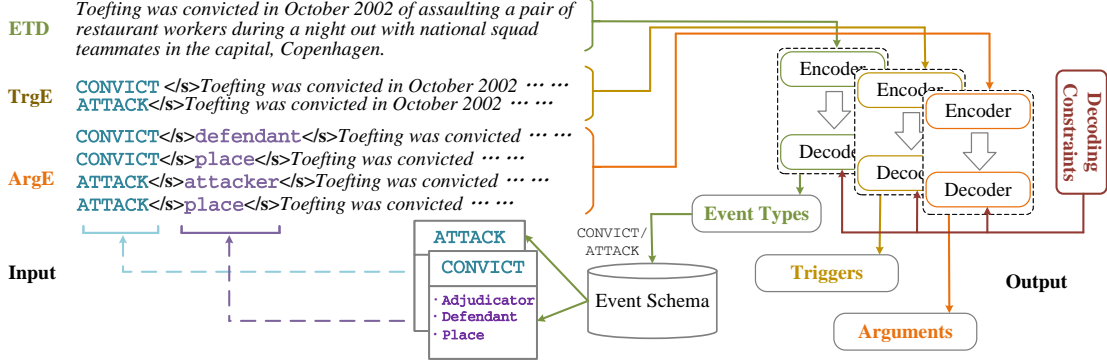 ETD
Toefting was convicted in October 2002 of assaulting a pair of
restaurant workers during a night out with national squad
teammates in the capital, Copenhagen.
TrgE
CONVICT </s>Toefting was convicted in October 2002 … …
ATTACK</s>Toefting was convicted in October 2002 … …
ArgE
CONVICT</s>defendant</s>Toefting was convicted … …
CONVICT</s>place</s>Toefting was convicted … …
ATTACK</s>attacker</s>Toefting was convicted … …
ATTACK</s>place</s>Toefting was convicted … …
Input
ATTACK
CONVICT
· Adjudicator
· Defendant
· Place
Event Schema
CONVICT/
ATTACK
Event Types
Triggers
Arguments
Output
Encoder
Decode
Encoder
Decod
Encoder
Decoder
Decoding
Constraints